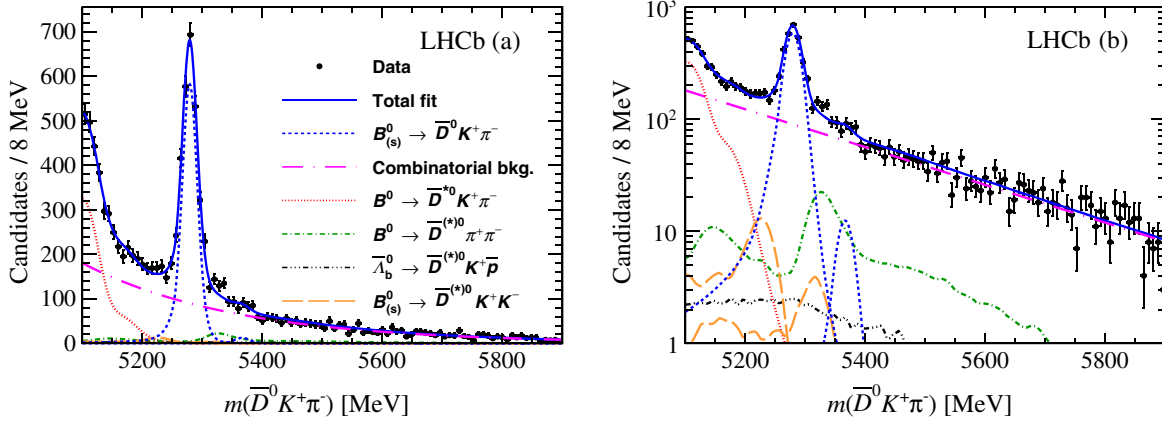 LHCb (a)
Data
Total fit
B⁰₍ₛ₎ → D̅⁰K⁺π⁻
Combinatorial bkg.
B⁰ → D̅*⁰K⁺π⁻
B⁰ → D̅⁽*⁾⁰π⁺π⁻
Λ̅⁰_b → D̅⁽*⁾⁰K⁺p̅
B⁰₍ₛ₎ → D̅⁽*⁾⁰K⁺K⁻
Candidates / 8 MeV
700
600
500
400
300
200
100
0
5200 5400 5600 5800
m(D̅⁰K⁺π⁻) [MeV]
LHCb (b)
Candidates / 8 MeV
10³
10²
10
1
5200 5400 5600 5800
m(D̅⁰K⁺π⁻) [MeV]